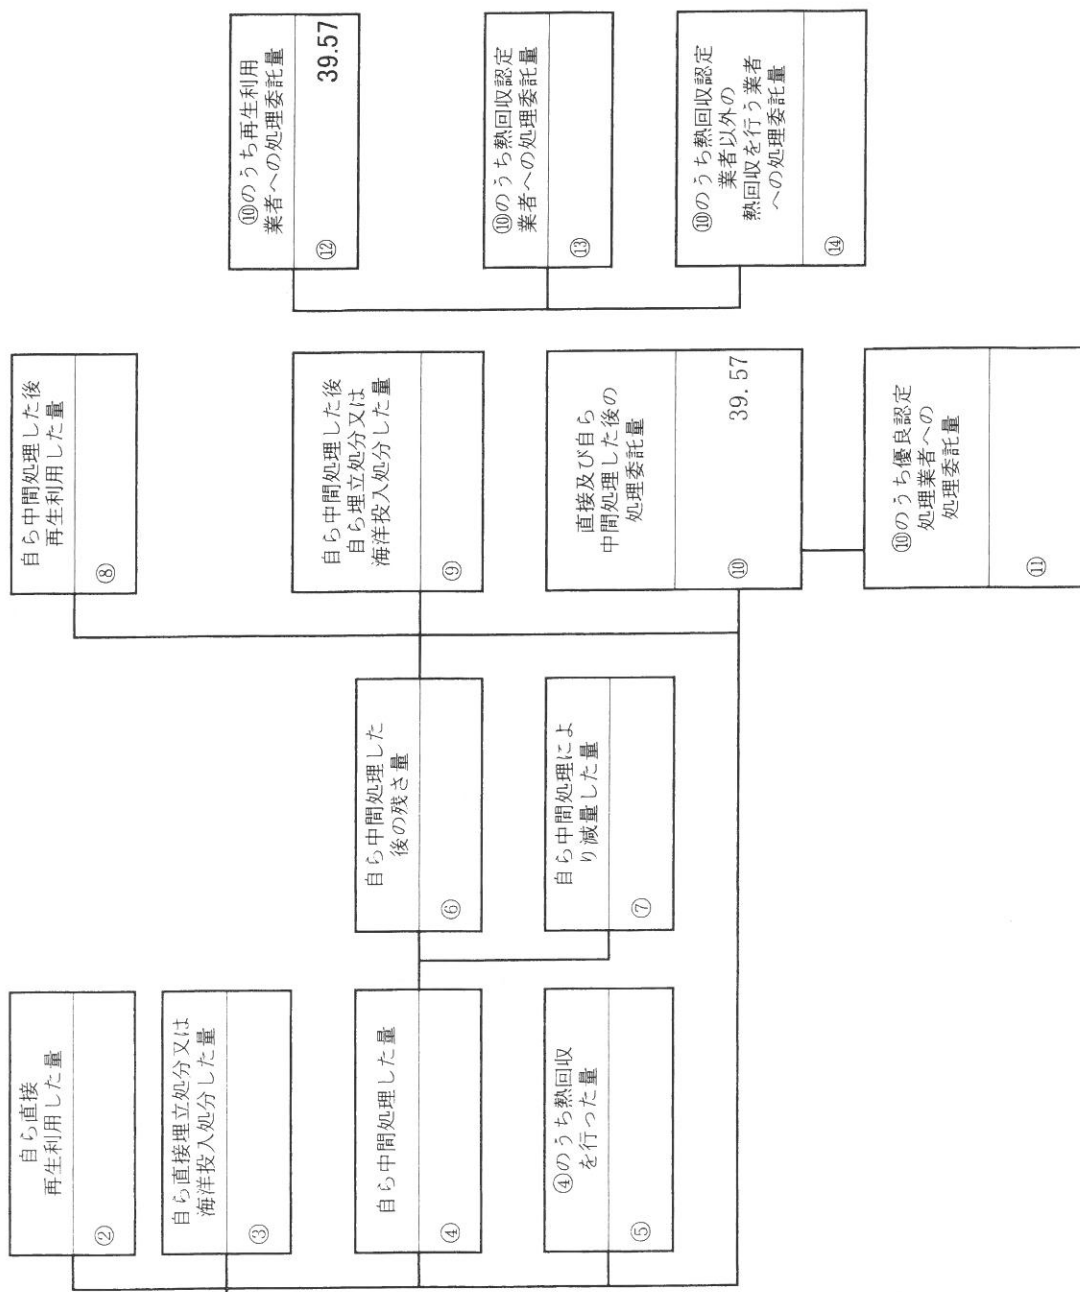 自ら直接
再生利用した量
②
自ら直接埋立処分又は
海洋投入処分した量
③
自ら中間処理した量
④
④のうち熱回収
を行った量
⑤
自ら中間処理した
後の残さ量
⑥
自ら中間処理によ
り減量した量
⑦
自ら中間処理した後
再生利用した量
⑧
自ら中間処理した後
自ら埋立処分又は
海洋投入処分した量
⑨
直接及び自ら
中間処理した後の
処理委託量
⑩ 39.57
⑩のうち優良認定
処理業者への
処理委託量
⑪
⑩のうち再生利用
業者への処理委託量
⑫ 39.57
⑩のうち熱回収認定
業者への処理委託量
⑬
⑩のうち熱回収認定
業者以外の
熱回収を行う業者
への処理委託量
⑭